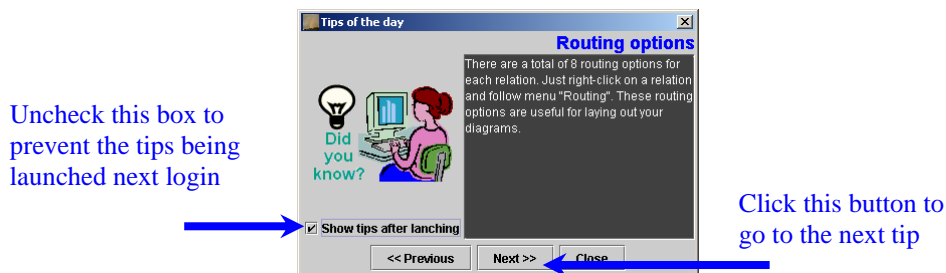 Tips of the day
Routing options
There are a total of 8 routing options for
each relation. Just right-click on a relation
and follow menu "Routing". These routing
options are useful for laying out your
diagrams.
Did
you
know?
Uncheck this box to
prevent the tips being
launched next login
Show tips after lanching
Click this button to
go to the next tip
<< Previous
Next >>
Close